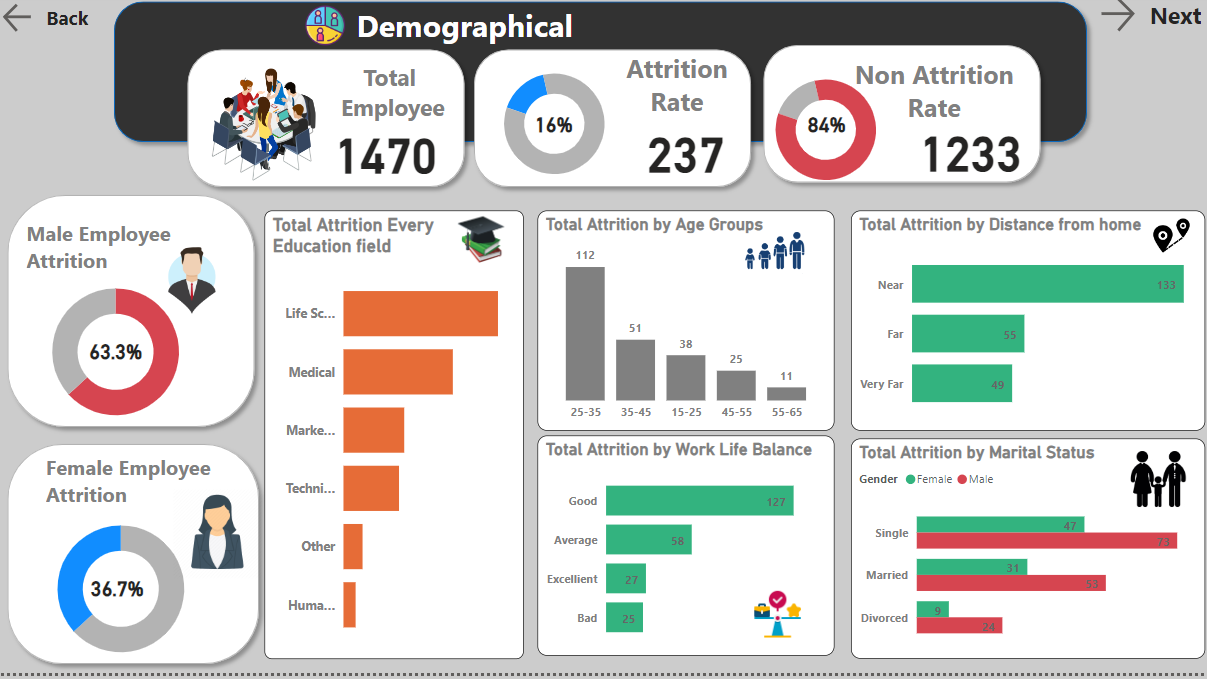 Back
Demographical
Next
Total
Employee
1470
16%
Attrition
Rate
237
84%
Non Attrition
Rate
1233
Male Employee
Attrition
63.3%
Female Employee
Attrition
36.7%
Total Attrition Every
Education field
Life Sc...
Medical
Marke...
Techni...
Other
Huma...
Total Attrition by Age Groups
112
51
38
25
11
25-35 35-45 15-25 45-55 55-65
Total Attrition by Work Life Balance
Good 127
Average 58
Excellient 27
Bad 25
Total Attrition by Distance from home
Near 133
Far 55
Very Far 49
Total Attrition by Marital Status
Gender Female Male
Single 47
73
Married 31
53
Divorced 9
24